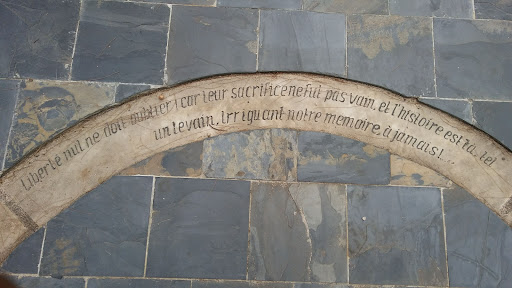 Liberté nul ne doit oublier ! car leur sacrifice ne fut pas vain, et l'histoire est là, tel
un levain, irriguant notre mémoire à jamais !...